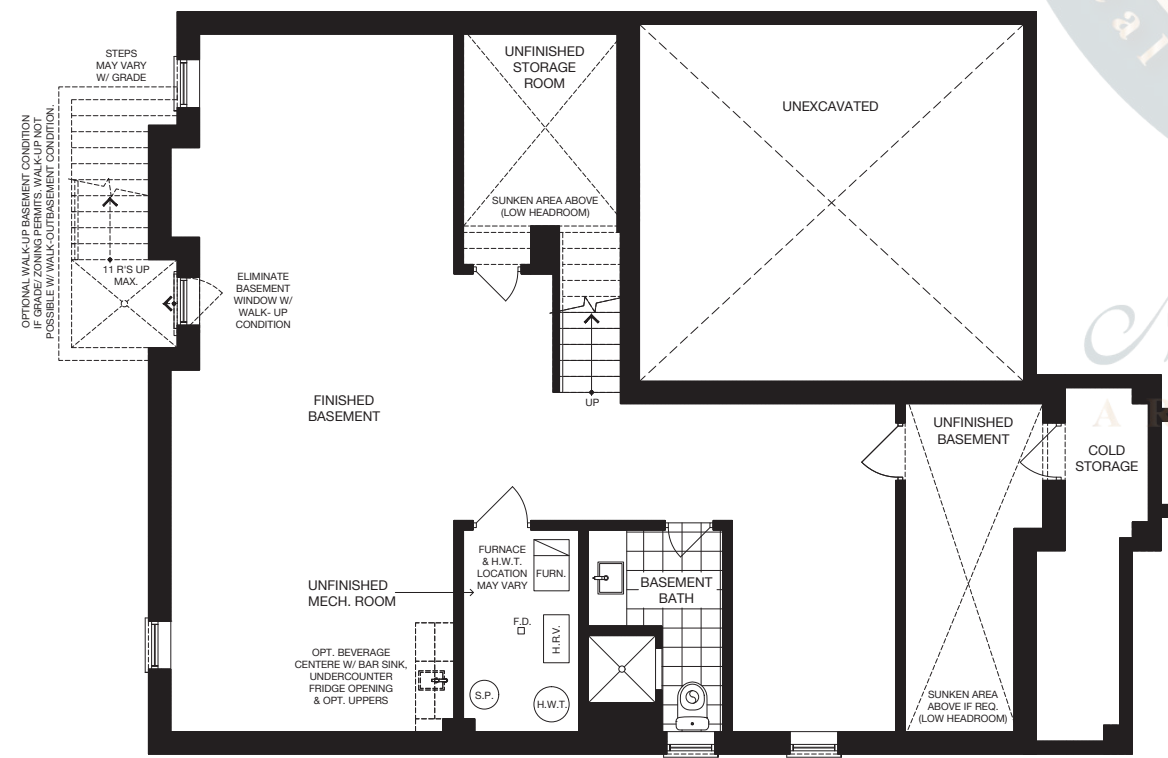 STEPS
MAY VARY
W/ GRADE
OPTIONAL WALK-UP BASEMENT CONDITION
IF GRADE/ ZONING PERMITS. WALK-UP NOT
POSSIBLE W/ WALK-OUTBASEMENT CONDITION.
11 R'S UP
MAX.
ELIMINATE
BASEMENT
WINDOW W/
WALK- UP
CONDITION
UNFINISHED
STORAGE
ROOM
SUNKEN AREA ABOVE
(LOW HEADROOM)
UNEXCAVATED
UP
FINISHED
BASEMENT
UNFINISHED
BASEMENT
COLD
STORAGE
FURNACE
& H.W.T.
LOCATION
MAY VARY
FURN.
UNFINISHED
MECH. ROOM
F.D.
H.R.V.
BASEMENT
BATH
OPT. BEVERAGE
CENTERE W/ BAR SINK,
UNDERCOUNTER
FRIDGE OPENING
& OPT. UPPERS
S.P.
H.W.T.
SUNKEN AREA
ABOVE IF REQ.
(LOW HEADROOM)